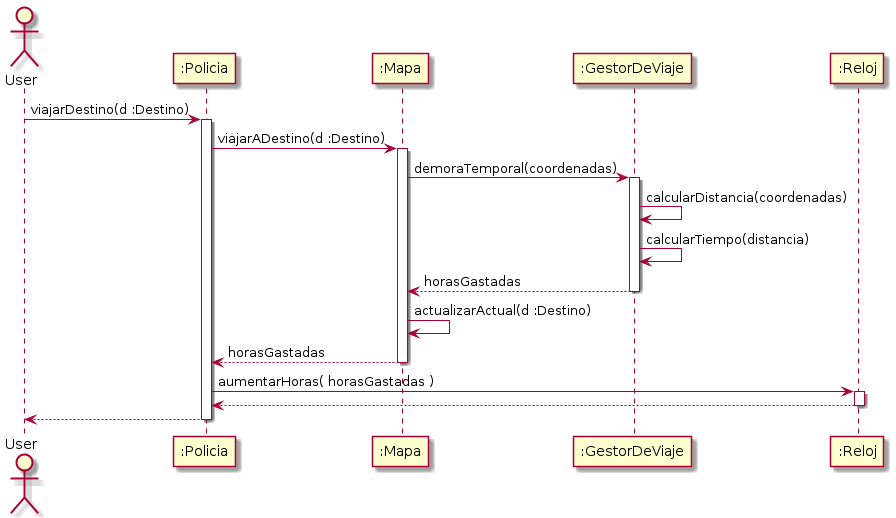 User
:Policia
:Mapa
:GestorDeViaje
:Reloj
viajarDestino(d :Destino)
viajarADestino(d :Destino)
demoraTemporal(coordenadas)
calcularDistancia(coordenadas)
calcularTiempo(distancia)
horasGastadas
actualizarActual(d :Destino)
horasGastadas
aumentarHoras( horasGastadas )
User
:Policia
:Mapa
:GestorDeViaje
:Reloj